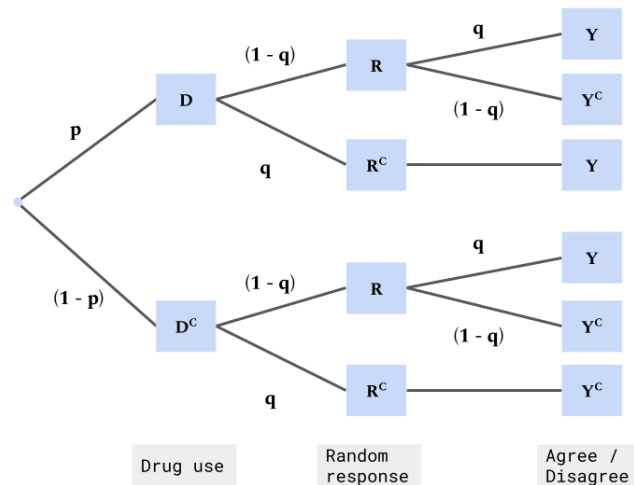 q
Y
(1 - q)
R
D
(1 - q)
Y^C
p
q
R^C
Y
q
Y
(1 - q)
R
(1 - p)
D^C
(1 - q)
Y^C
q
R^C
Y^C
Drug use
Random
response
Agree /
Disagree